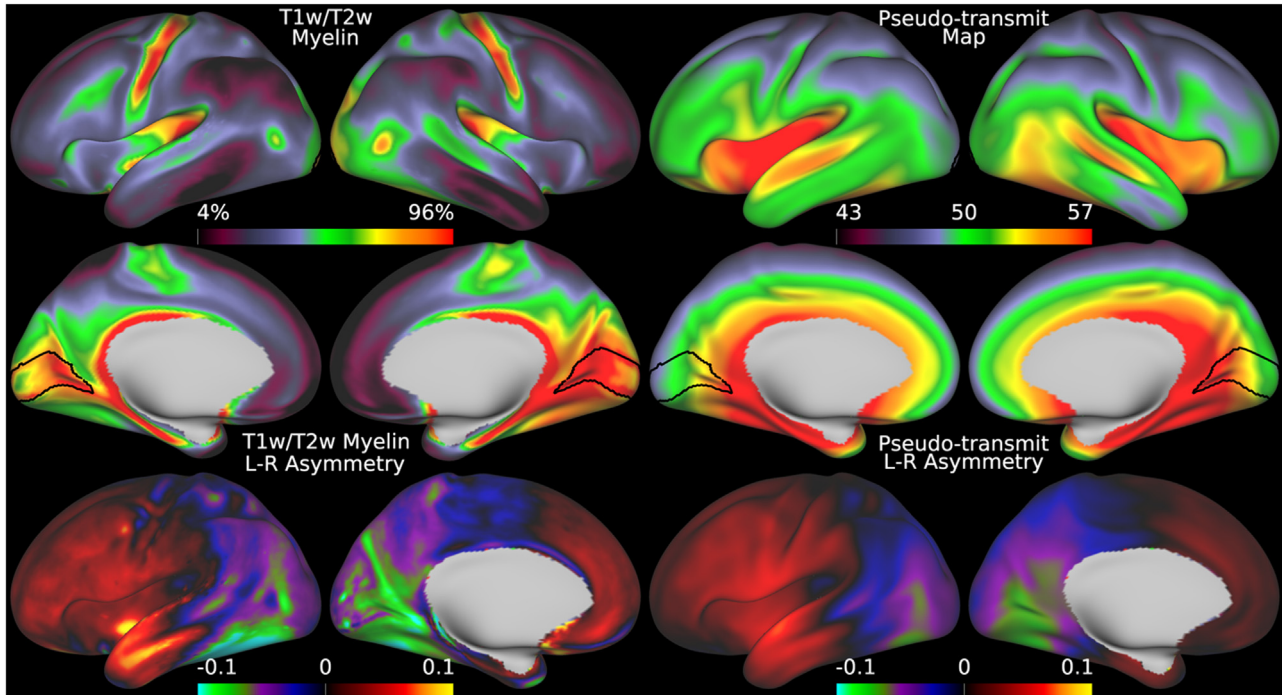 T1w/T2w
Myelin
Pseudo-transmit
Map
4% 96%
43 50 57
T1w/T2w Myelin
L-R Asymmetry
Pseudo-transmit
L-R Asymmetry
-0.1 0 0.1
-0.1 0 0.1